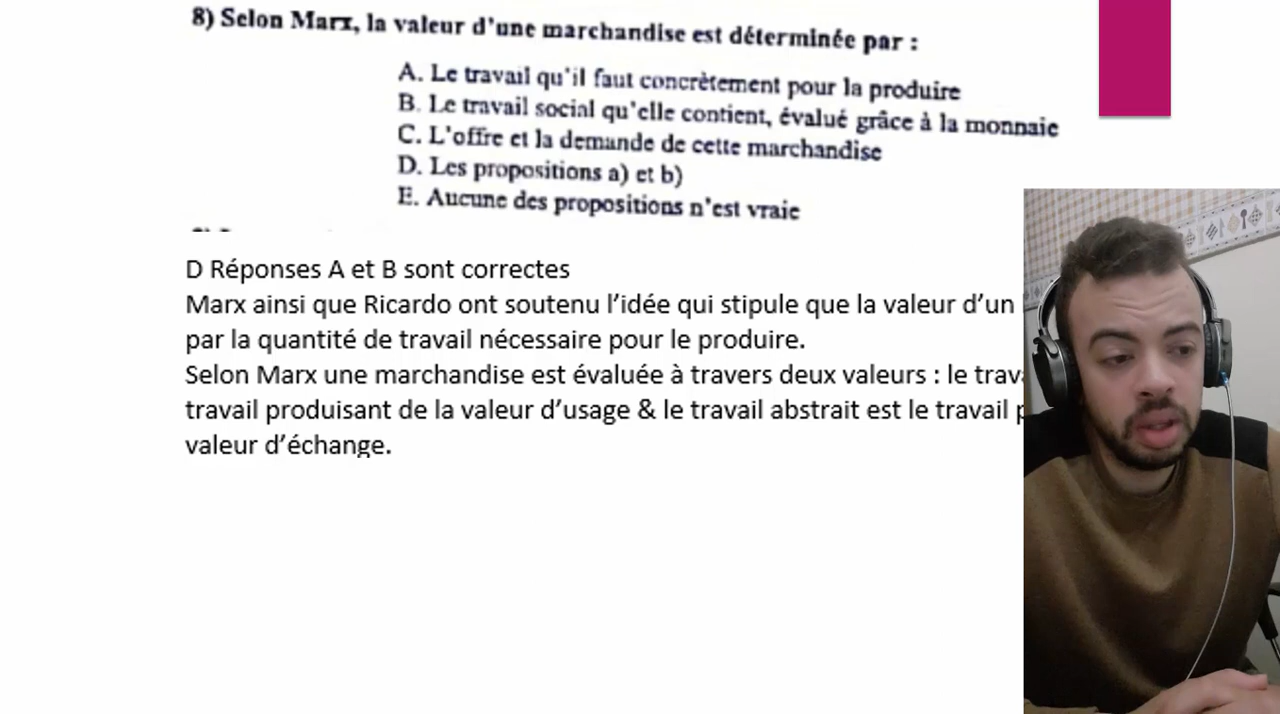 8) Selon Marx, la valeur d'une marchandise est déterminée par :
A. Le travail qu'il faut concrètement pour la produire
B. Le travail social qu'elle contient, évalué grâce à la monnaie
C. L'offre et la demande de cette marchandise
D. Les propositions a) et b)
E. Aucune des propositions n'est vraie
D Réponses A et B sont correctes
Marx ainsi que Ricardo ont soutenu l'idée qui stipule que la valeur d'un
par la quantité de travail nécessaire pour le produire.
Selon Marx une marchandise est évaluée à travers deux valeurs : le
travail produisant de la valeur d'usage & le travail abstrait est le travail
valeur d'échange.